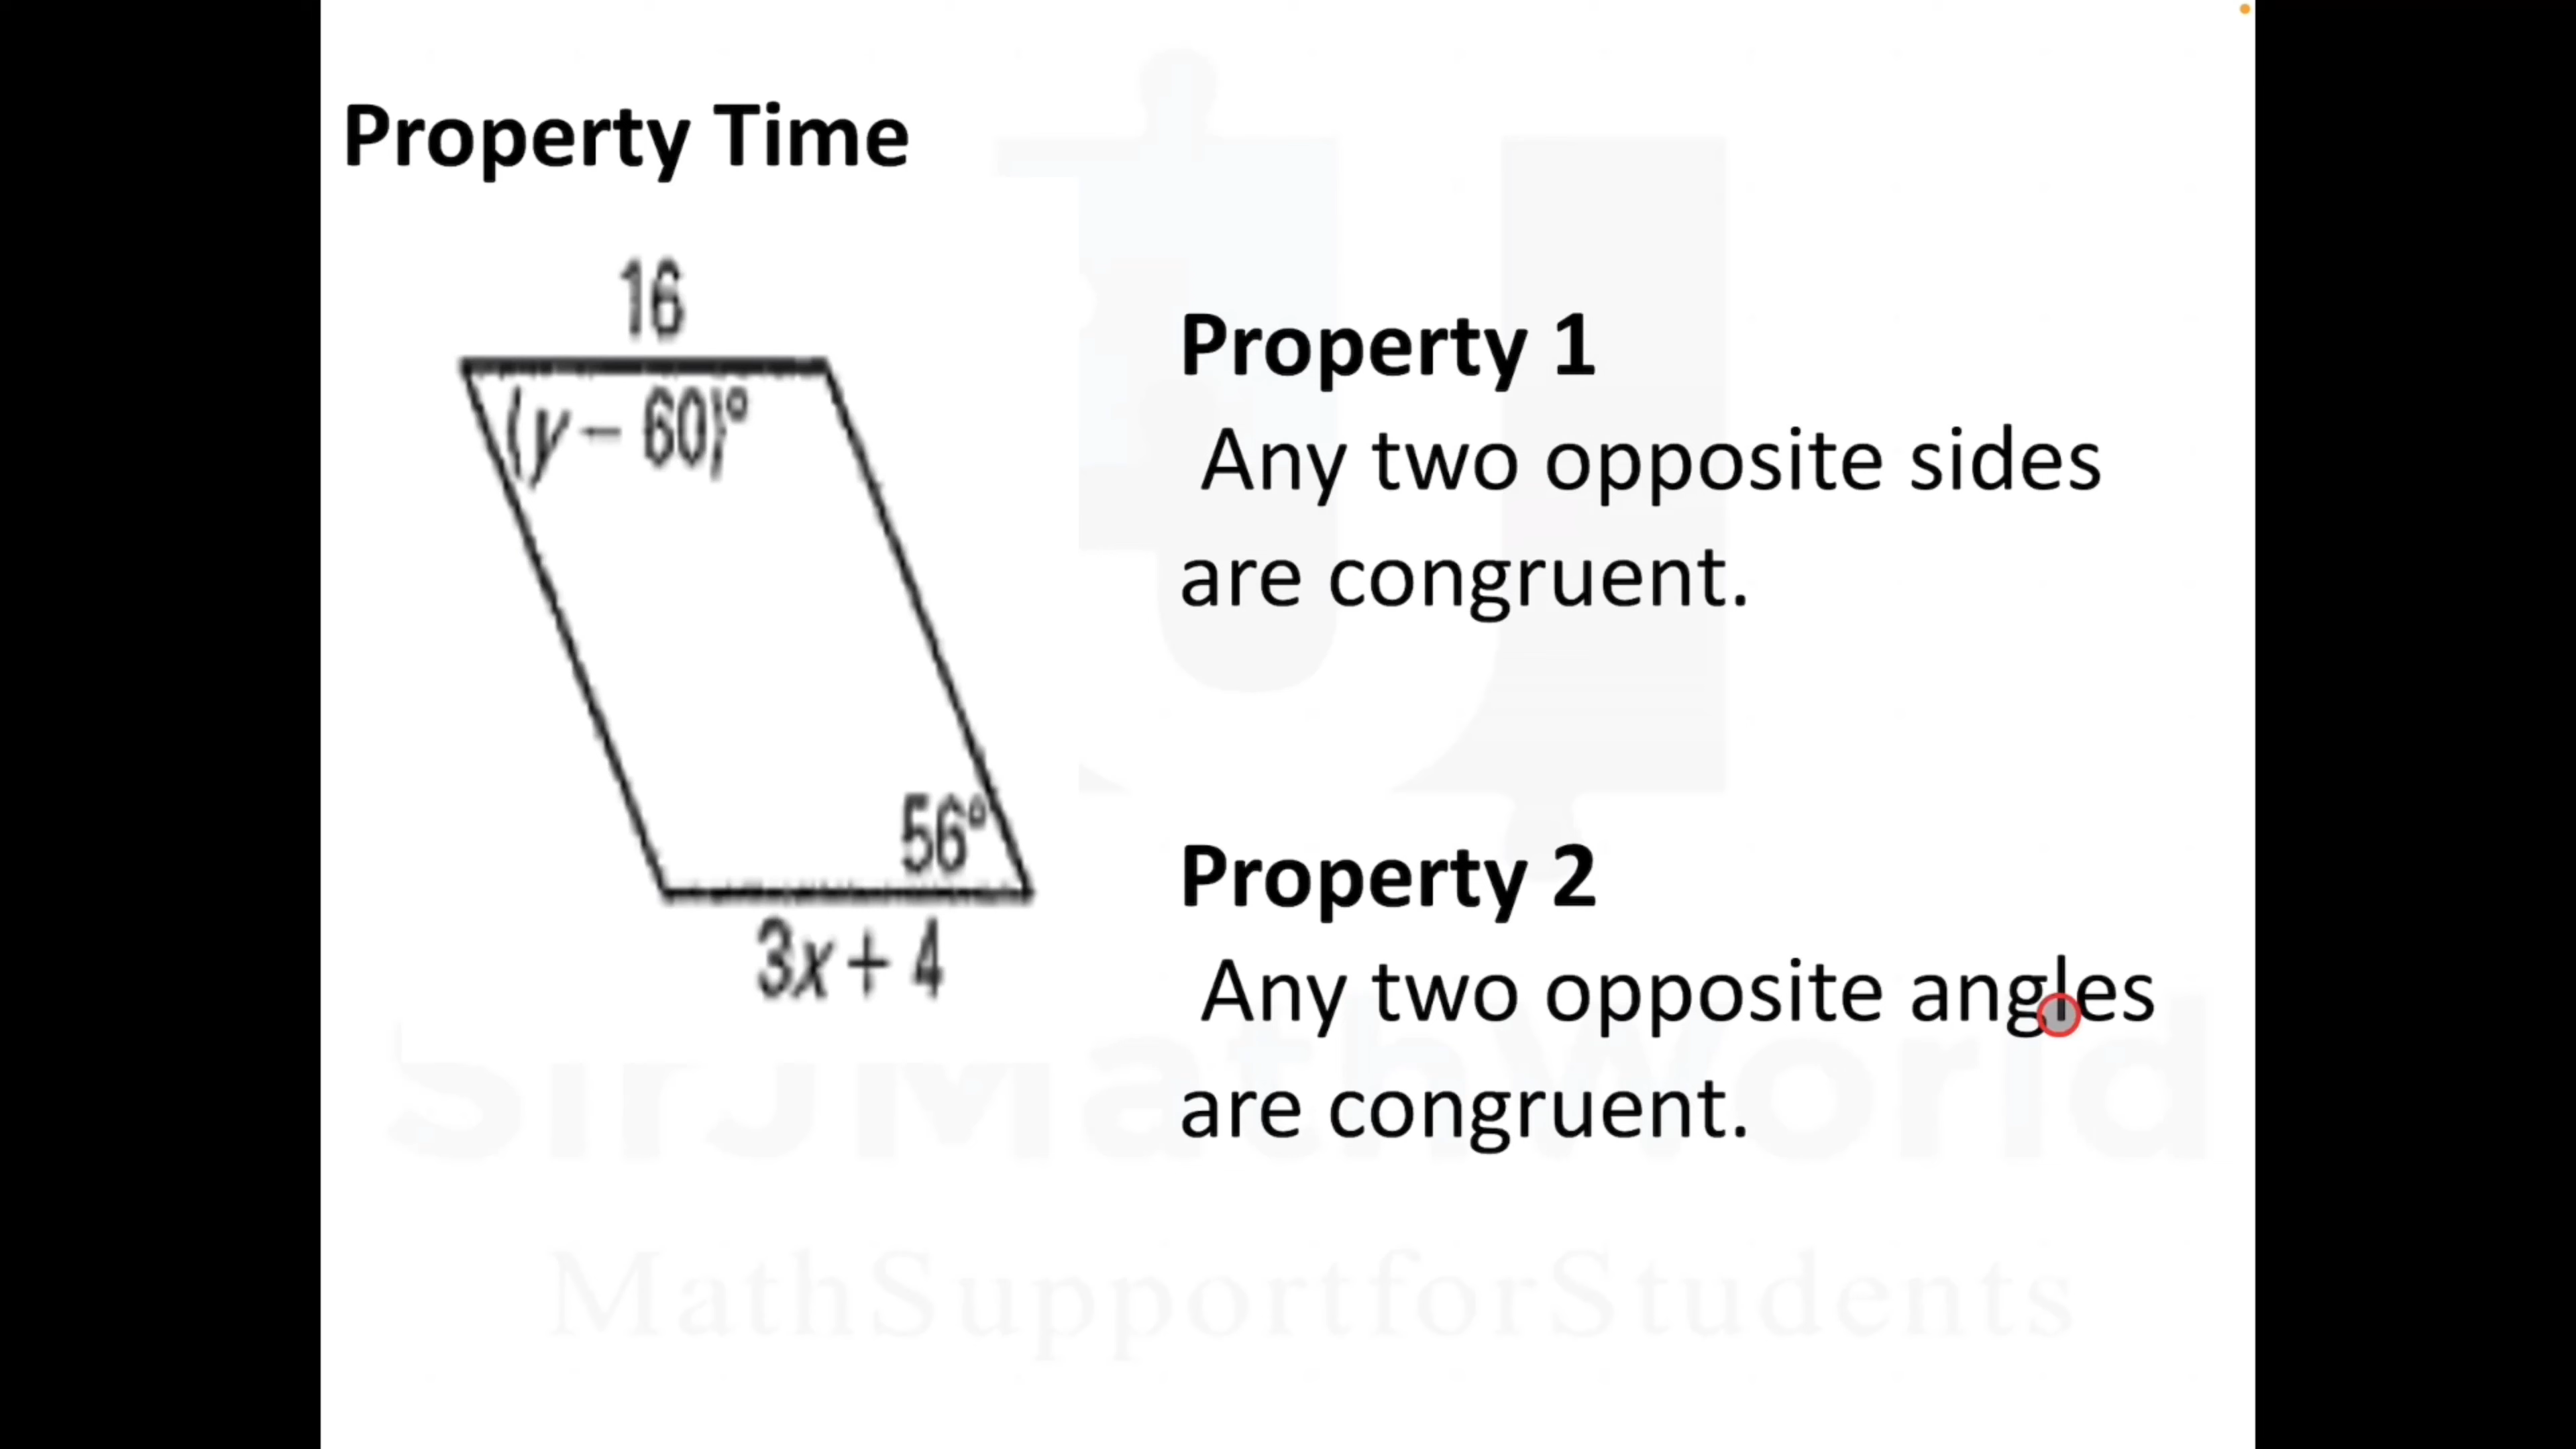 Property Time
16
(y – 60)°
56°
3x + 4
Property 1
Any two opposite sides
are congruent.
Property 2
Any two opposite angles
are congruent.
SirJMathWorld
MathSupportforStudents